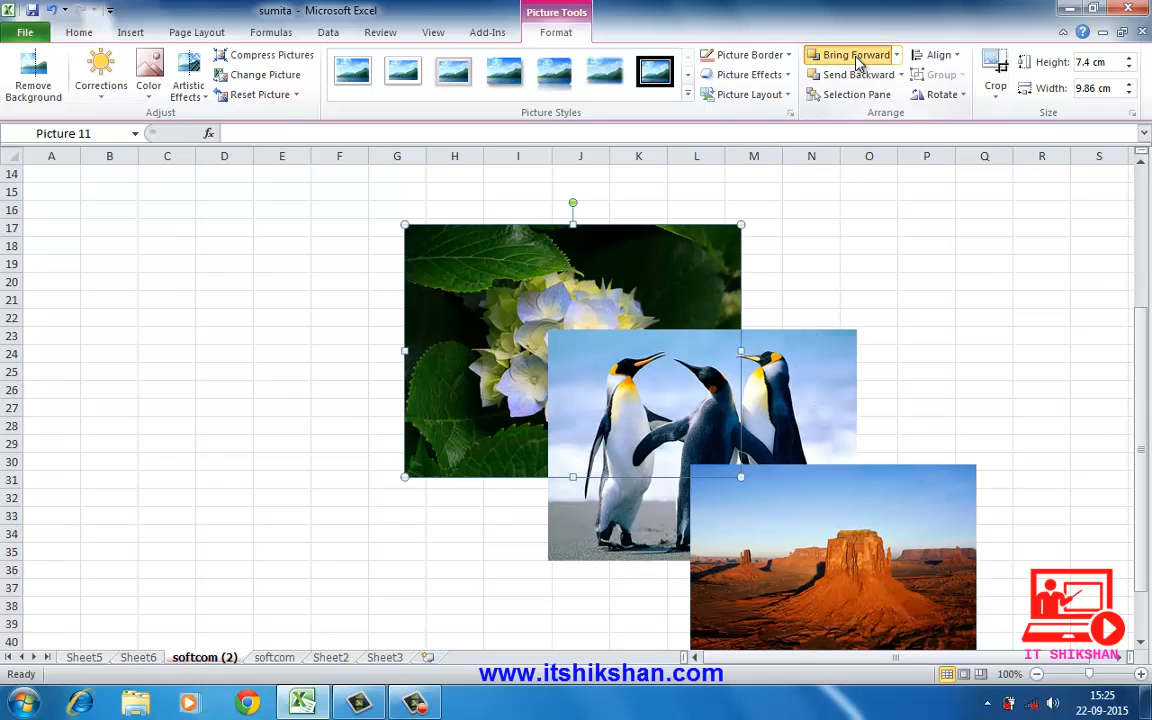 sumita - Microsoft Excel
Picture Tools
File Home Insert Page Layout Formulas Data Review View Add-Ins Format
Remove Background
Corrections
Color
Artistic Effects
Compress Pictures
Change Picture
Reset Picture
Adjust
Picture Styles
Picture Border
Picture Effects
Picture Layout
Bring Forward
Send Backward
Selection Pane
Align
Group
Rotate
Arrange
Crop
Height: 7.4 cm
Width: 9.86 cm
Size
Picture 11
fx
A B C D E F G H I J K L M N O P Q R S
14
15
16
17
18
19
20
21
22
23
24
25
26
27
28
29
30
31
32
33
34
35
36
37
38
39
40
IT SHIKSHAN
Sheet5 Sheet6 softcom (2) softcom Sheet2 Sheet3
Ready
www.itshikshan.com
100%
15:25
22-09-2015